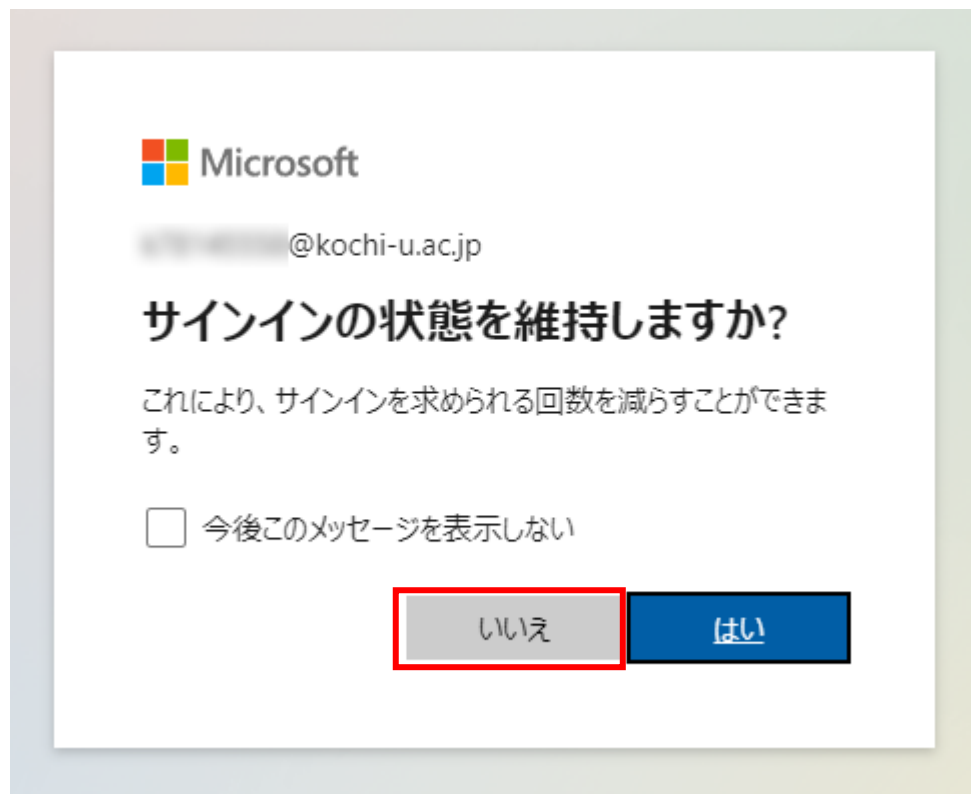 Microsoft
@kochi-u.ac.jp
サインインの状態を維持しますか?
これにより、サインインを求められる回数を減らすことができま
す。
今後このメッセージを表示しない
いいえ はい